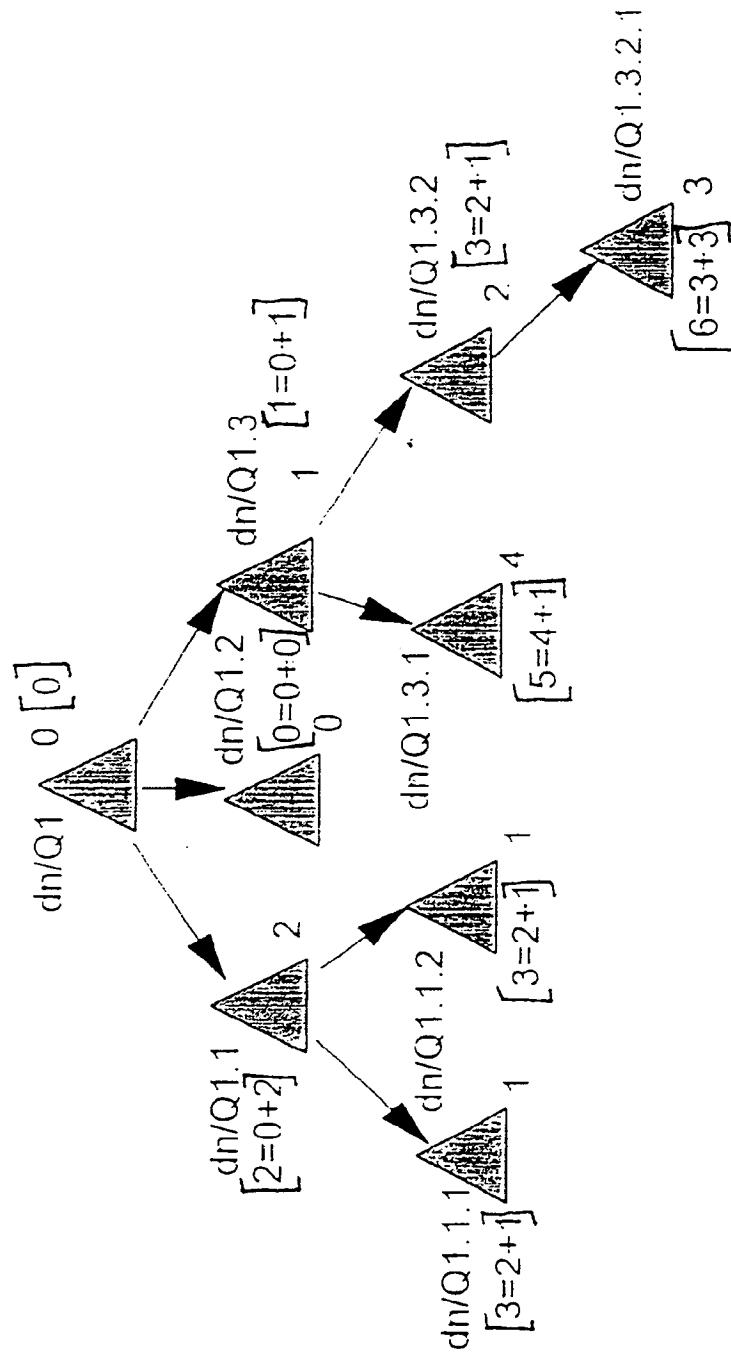 dn/Q1
0 [0]
dn/Q1.1
[2=0+2]
2
dn/Q1.2
[0=0+0]
0
dn/Q1.3
[1=0+1]
1
dn/Q1.1.1
[3=2+1]
1
dn/Q1.1.2
[3=2+1]
1
dn/Q1.3.1
[5=4+1]
4
dn/Q1.3.2
2 [3=2+1]
dn/Q1.3.2.1
[6=3+3]
3